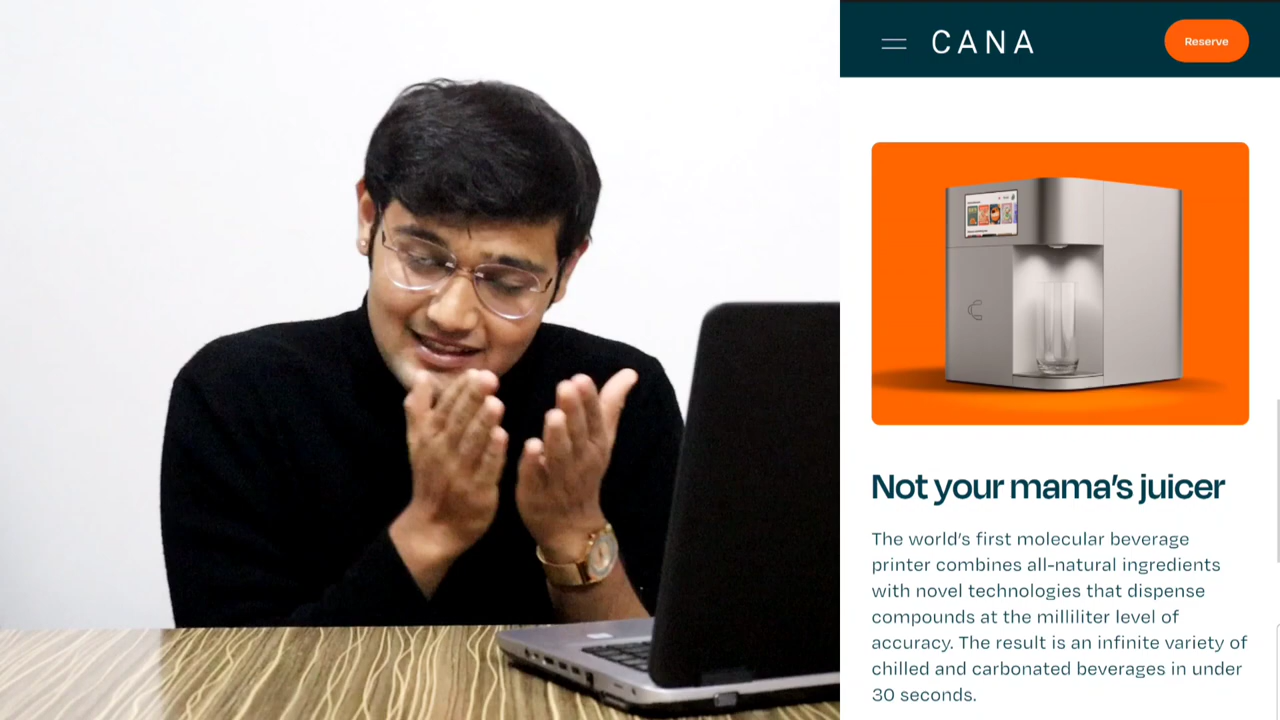 CANA
Reserve
Not your mama's juicer
The world's first molecular beverage
printer combines all-natural ingredients
with novel technologies that dispense
compounds at the milliliter level of
accuracy. The result is an infinite variety of
chilled and carbonated beverages in under
30 seconds.